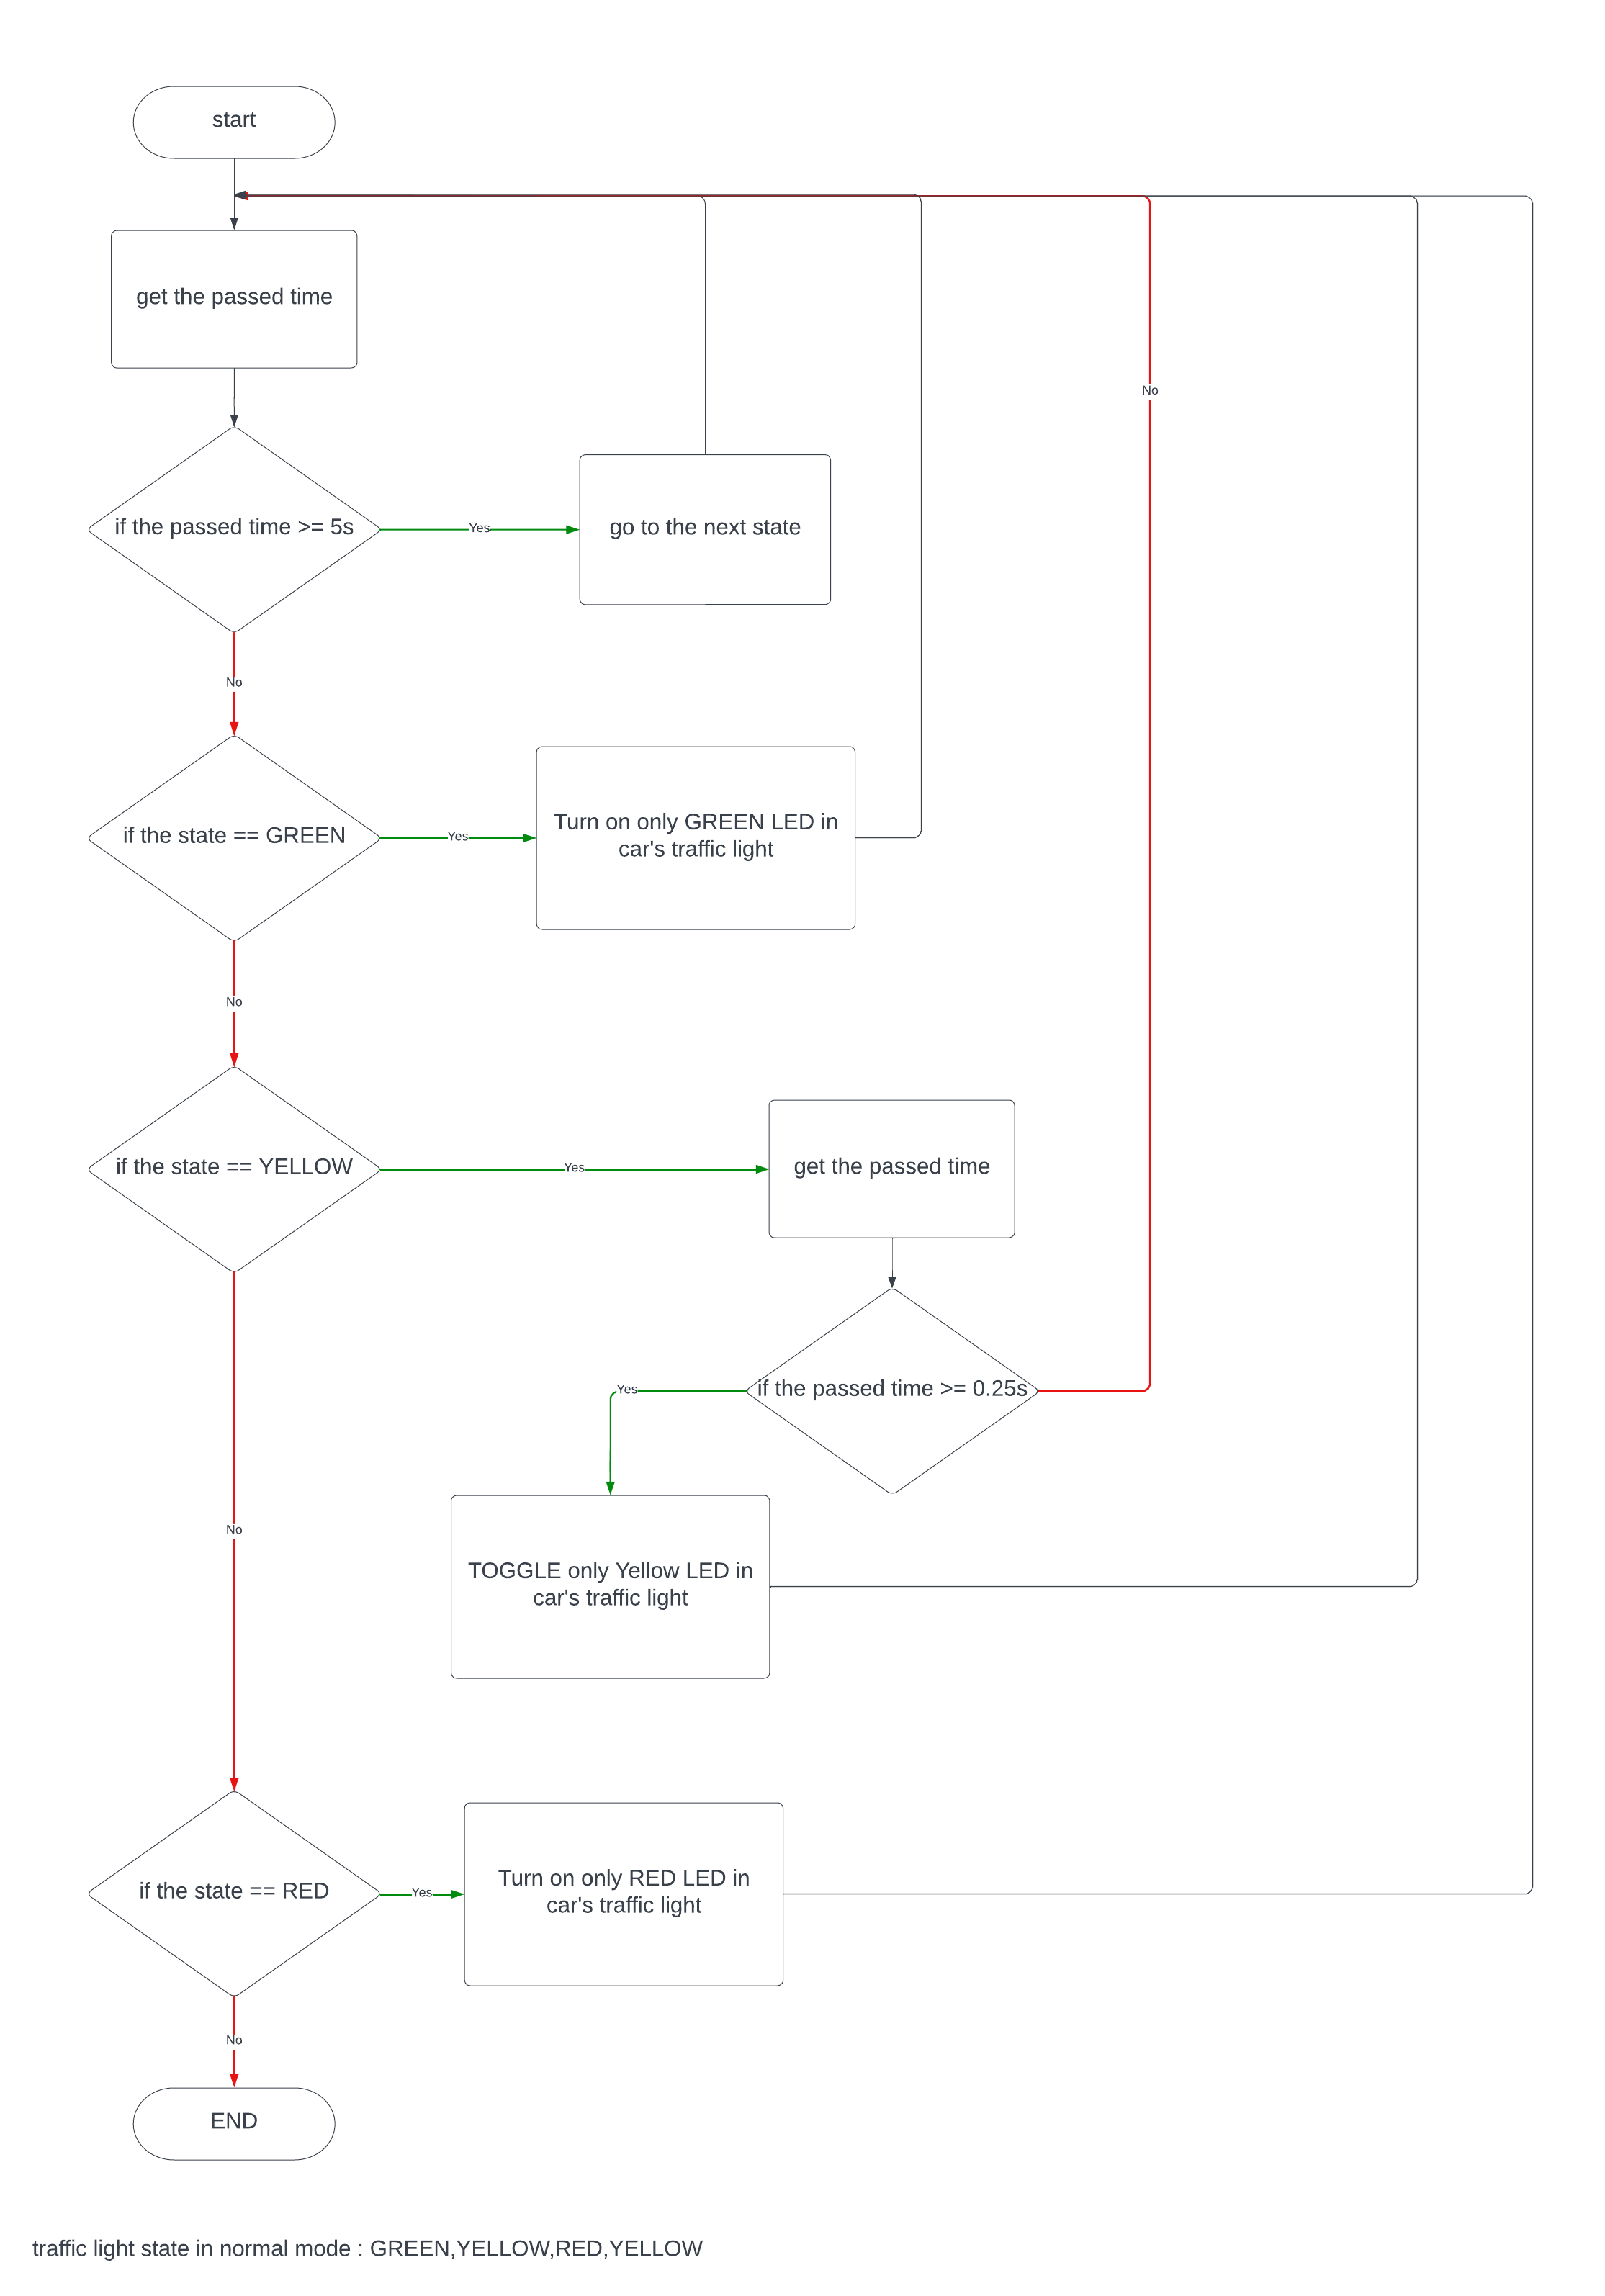 start
get the passed time
No
if the passed time >= 5s
Yes
go to the next state
No
if the state == GREEN
Yes
Turn on only GREEN LED in
car's traffic light
No
if the state == YELLOW
Yes
get the passed time
if the passed time >= 0.25s
Yes
No
TOGGLE only Yellow LED in
car's traffic light
if the state == RED
Yes
Turn on only RED LED in
car's traffic light
No
END
traffic light state in normal mode : GREEN,YELLOW,RED,YELLOW